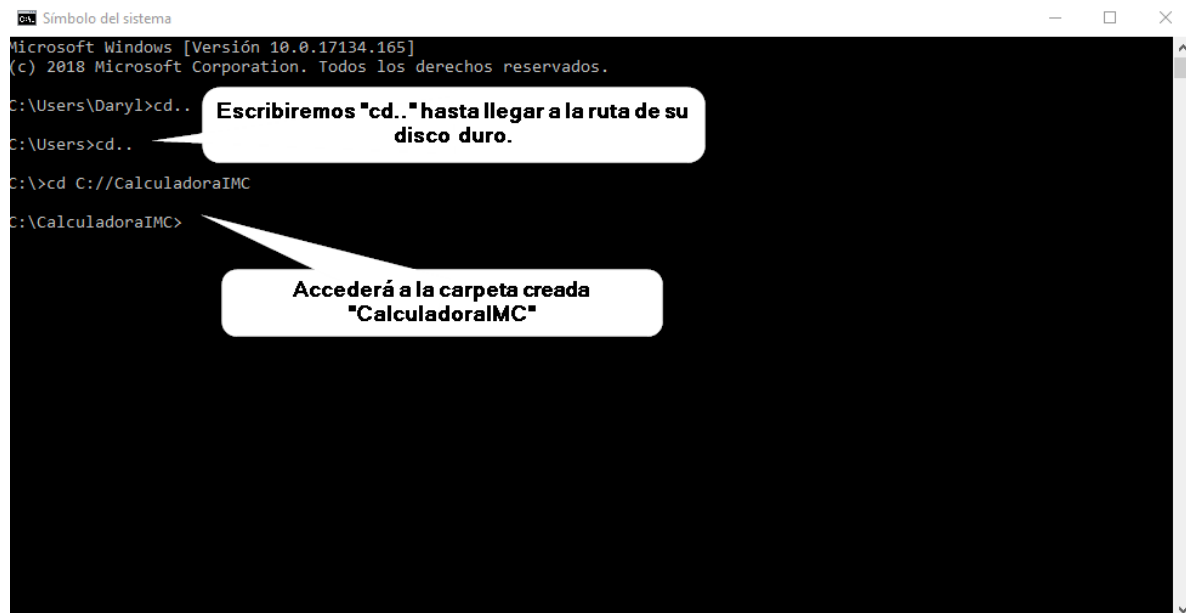 Símbolo del sistema
Microsoft Windows [Versión 10.0.17134.165]
(c) 2018 Microsoft Corporation. Todos los derechos reservados.
C:\Users\Daryl>cd..
Escribiremos "cd.." hasta llegar a la ruta de su
disco duro.
C:\Users>cd..
C:\>cd C://CalculadoraIMC
C:\CalculadoraIMC>
Accederá a la carpeta creada
"CalculadoraIMC"